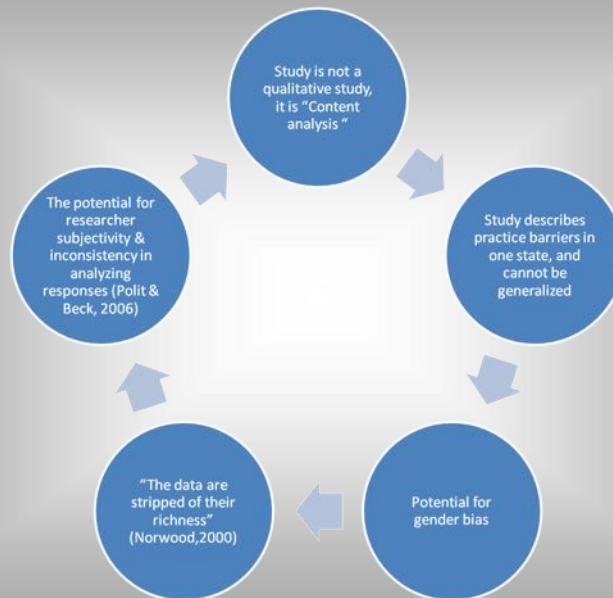 Study is not a
qualitative study,
it is “Content
analysis “
Study describes
practice barriers in
one state, and
cannot be
generalized
Potential for
gender bias
“The data are
stripped of their
richness”
(Norwood,2000)
The potential for
researcher
subjectivity &
inconsistency in
analyzing
responses (Polit &
Beck, 2006)